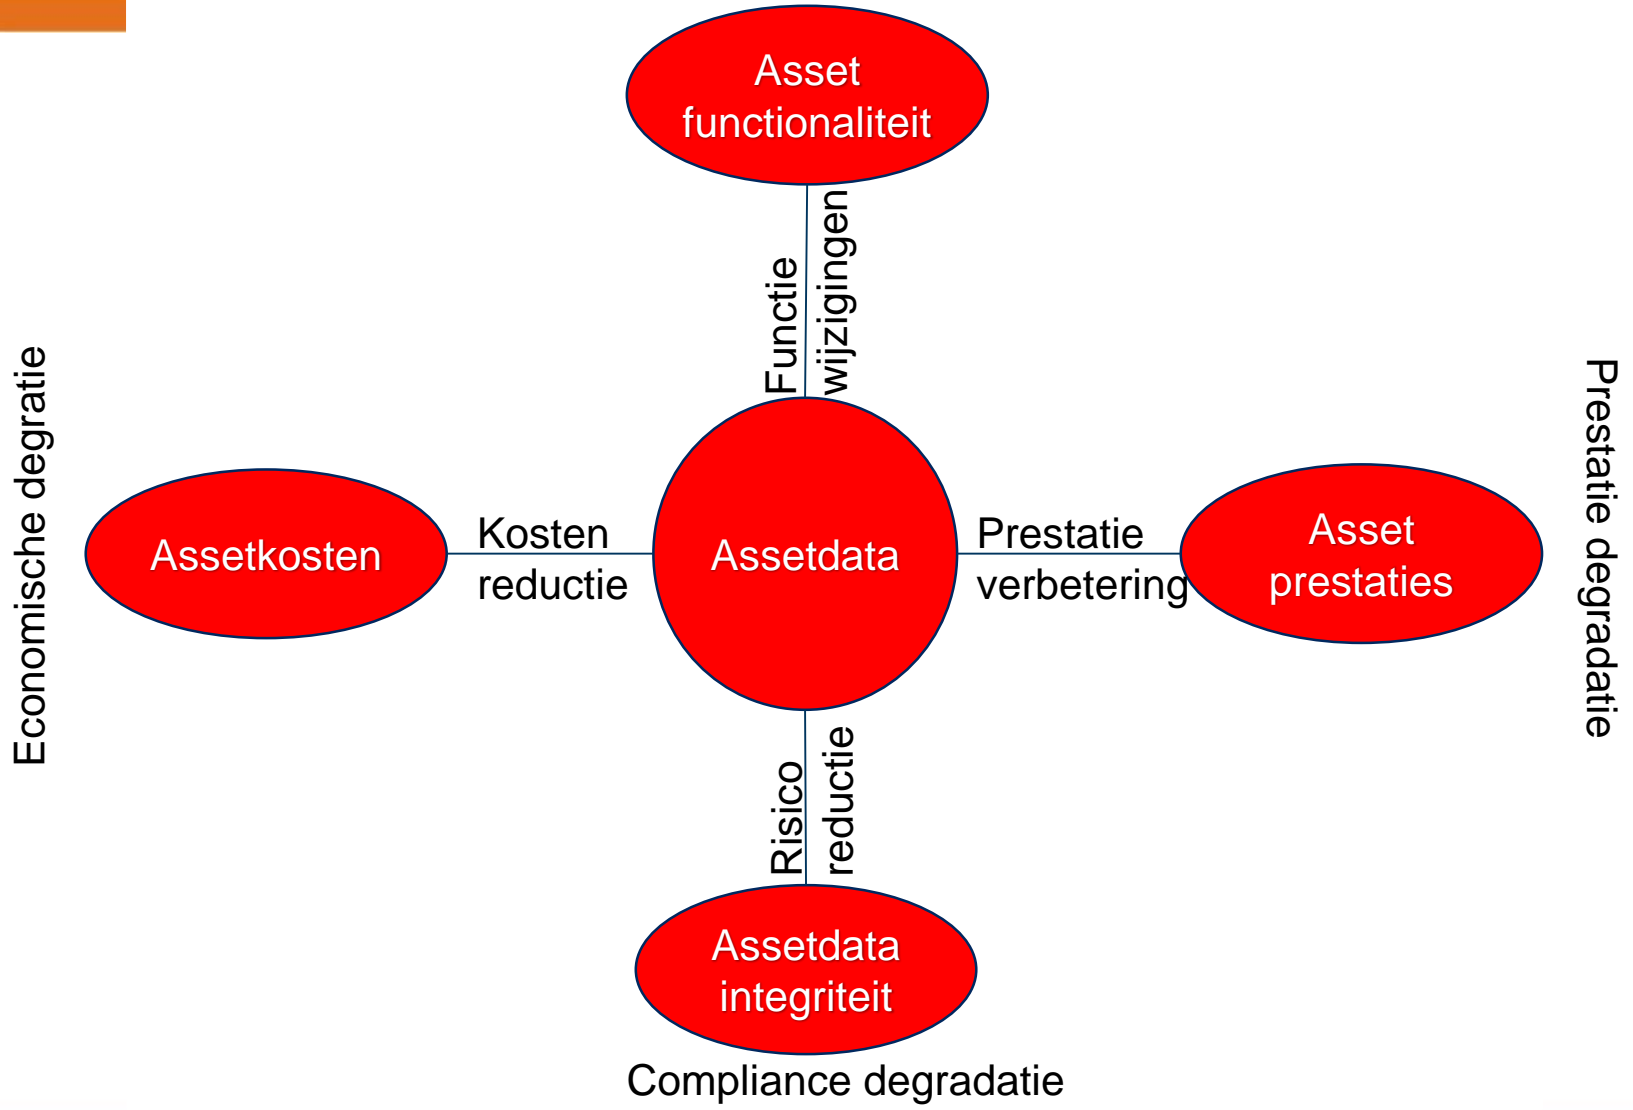 Asset
functionaliteit
Functie
wijzigingen
Economische degratie
Assetkosten
Kosten
reductie
Assetdata
Prestatie
verbetering
Asset
prestaties
Prestatie degradatie
Risico
reductie
Assetdata
integriteit
Compliance degradatie